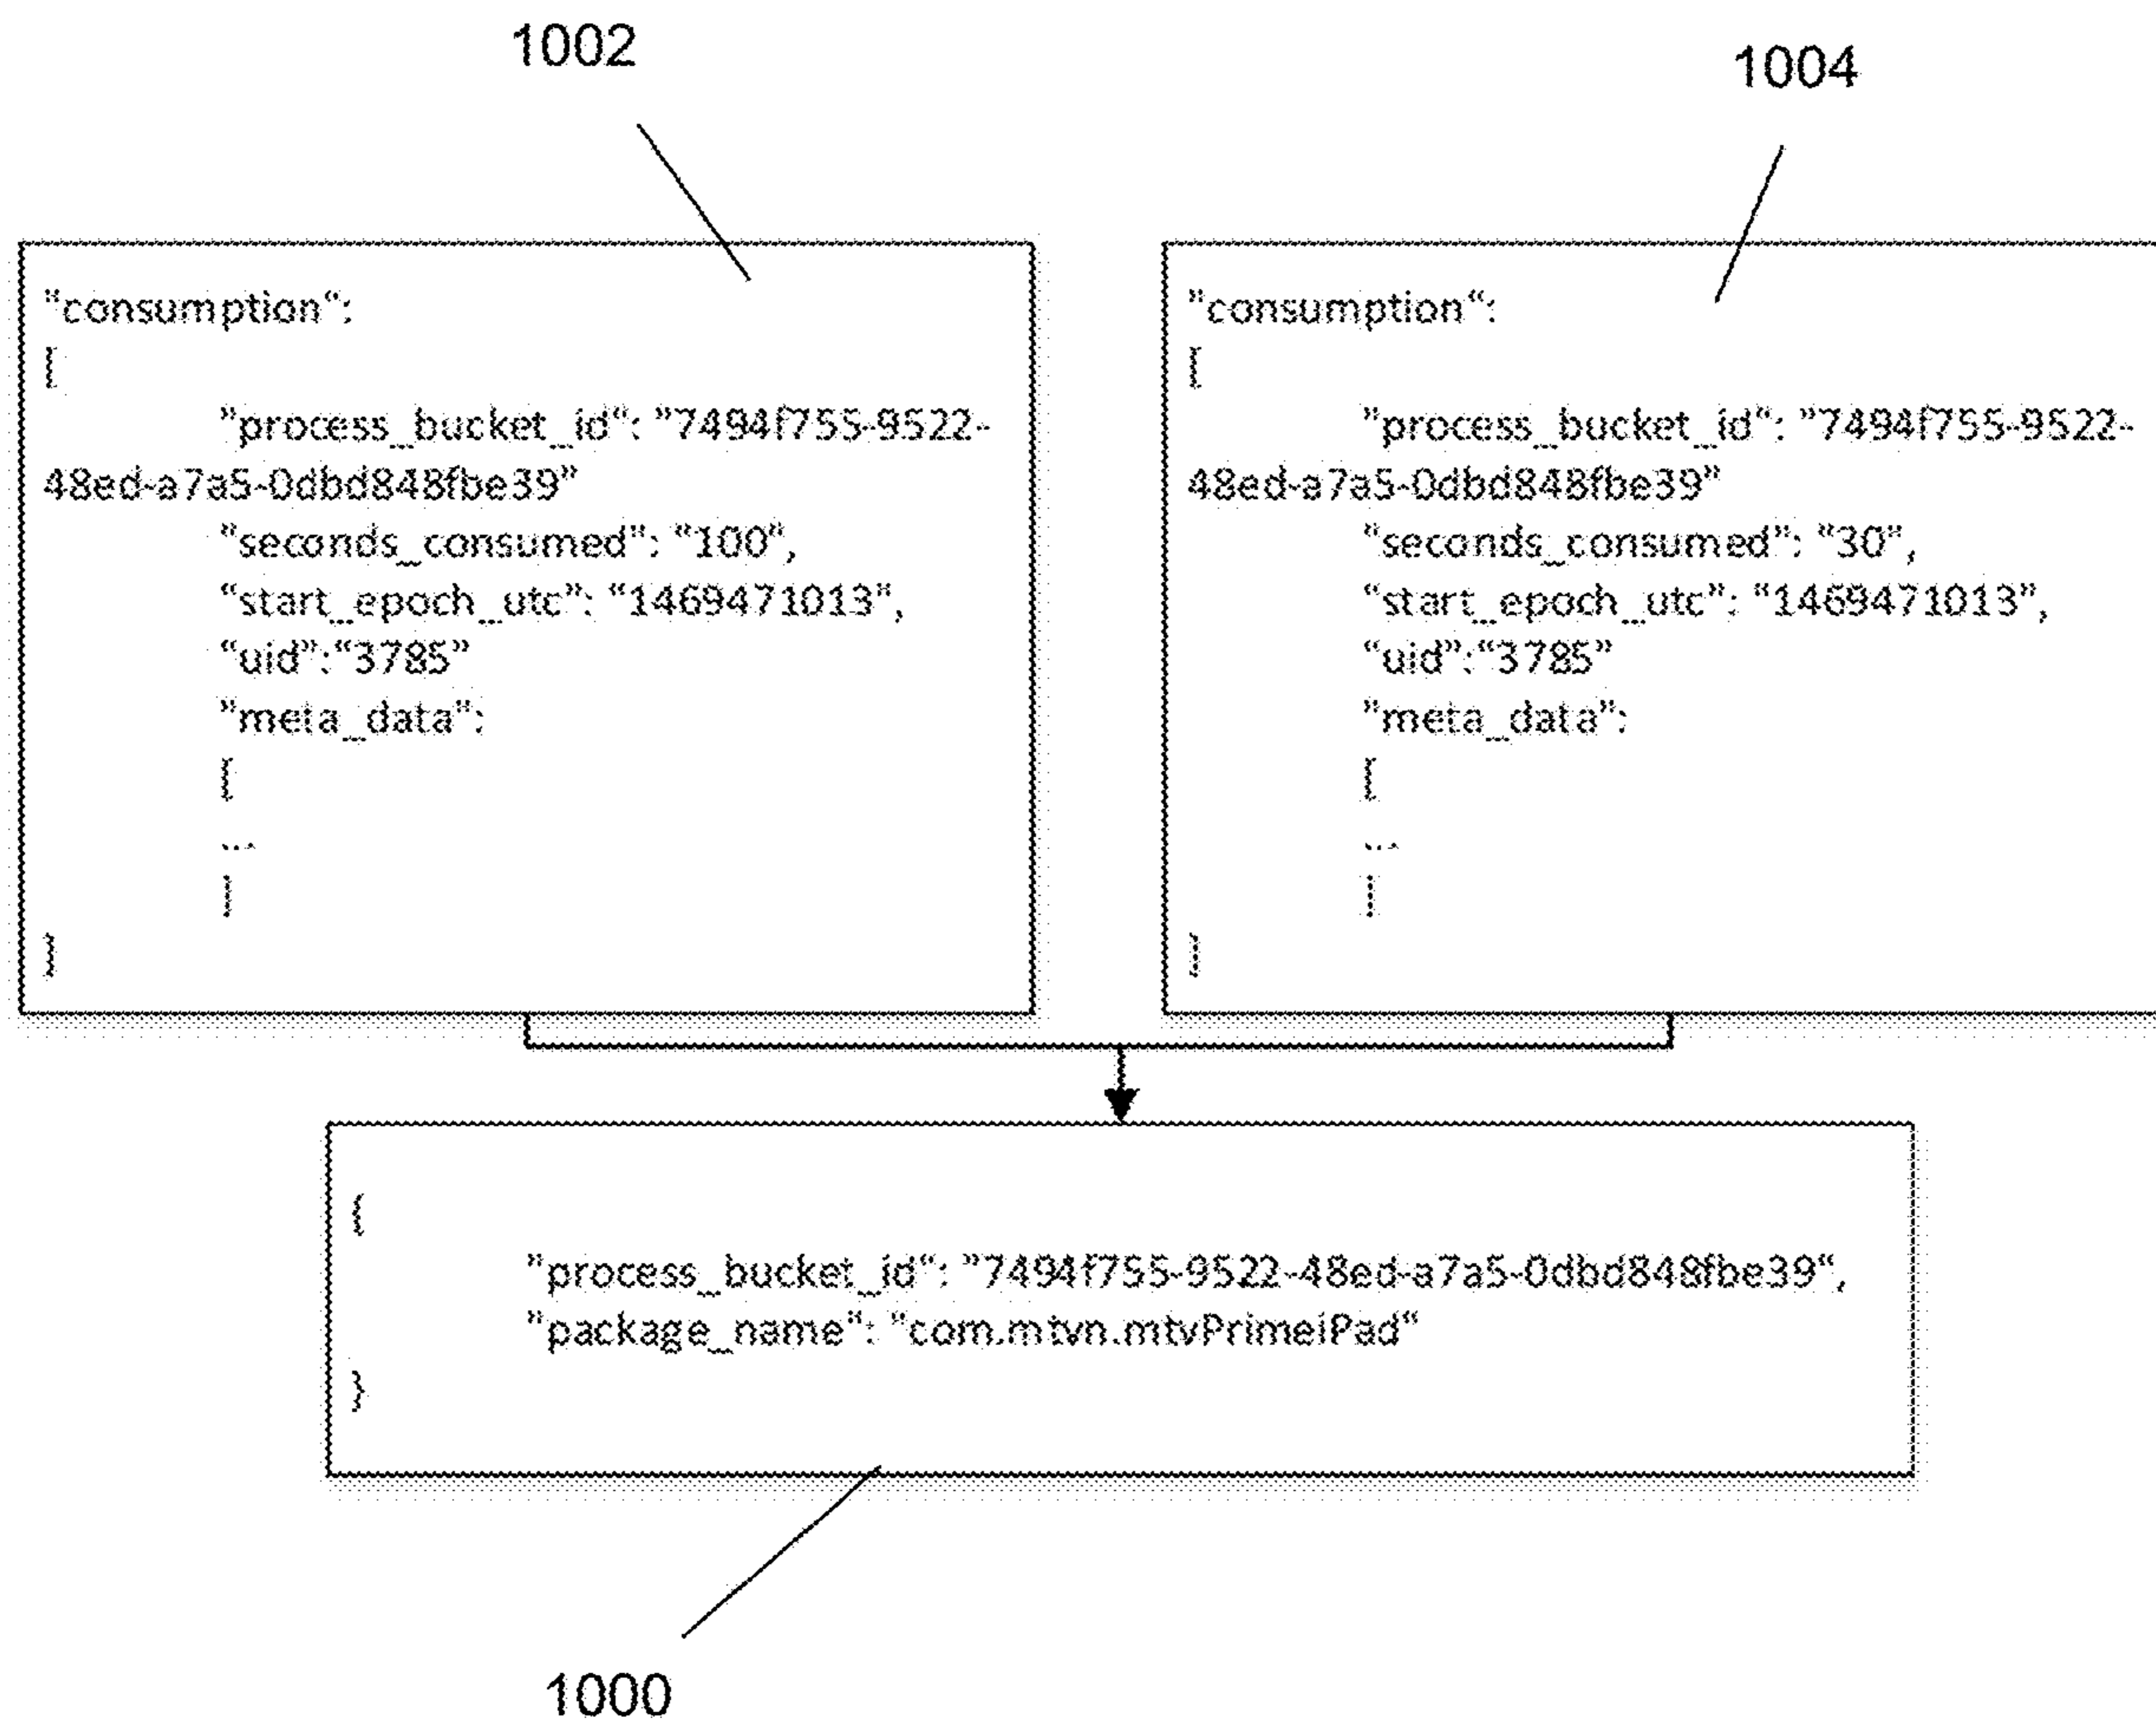 1002
1004
"consumption“:
[
"process_bucket_id“: "7494f755-9522-
48ed-a7a5-0dbd848fbe39”
"seconds_consumed": “100”,
“start_epoch_utc”: “1469471013”,
“uid”:“3785”
"meta_data":
[
...
]
}
"consumption“:
[
"process_bucket_id“: "7494f755-9522-
48ed-a7a5-0dbd848fbe39”
"seconds_consumed": “30”,
“start_epoch_utc”: “1469471013”,
“uid”:“3785”
"meta_data":
[
...
]
}
{
"process_bucket_id“: "7494f755-9522-48ed-a7a5-0dbd848fbe39“,
"package_name“: "com.mtvn.mtvPrimeiPad“
}
1000